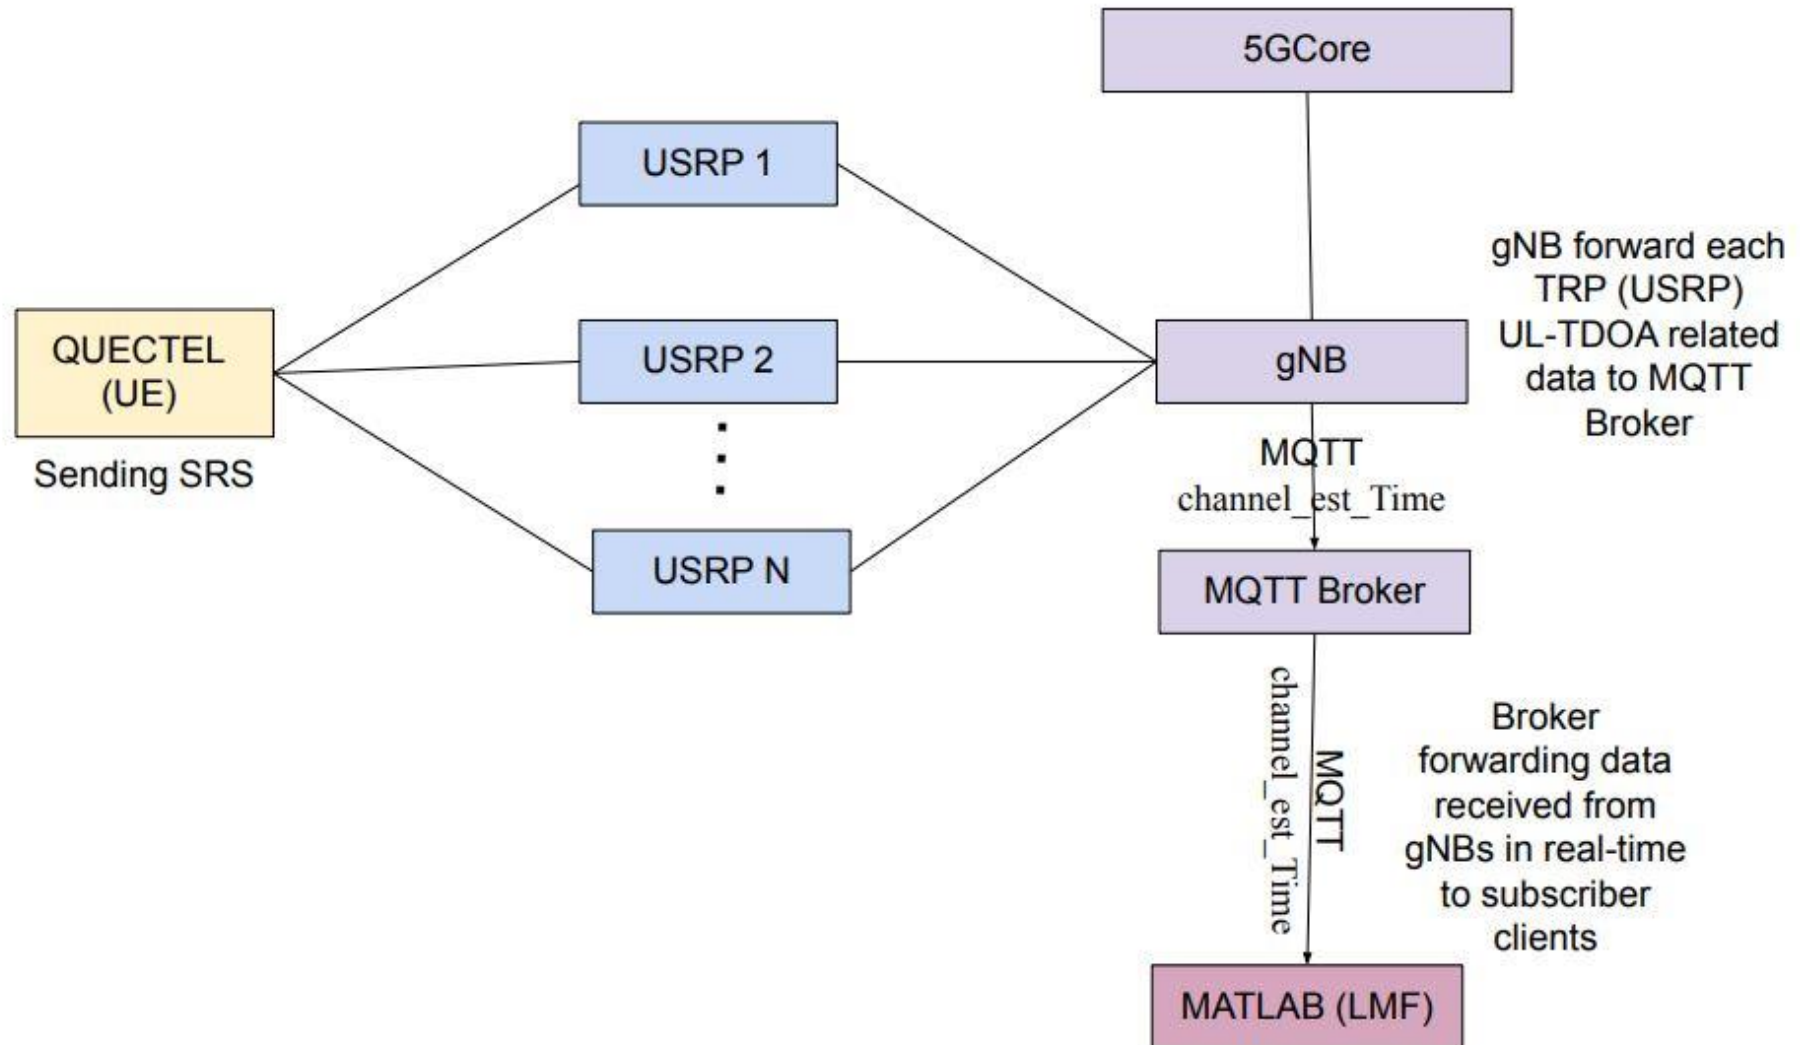 5GCore
USRP 1
gNB forward each
TRP (USRP)
UL-TDOA related
data to MQTT
Broker
QUECTEL
(UE)
Sending SRS
USRP 2
gNB
MQTT
channel_est_Time
USRP N
MQTT Broker
channel_est_Time
MQTT
Broker
forwarding data
received from
gNBs in real-time
to subscriber
clients
MATLAB (LMF)